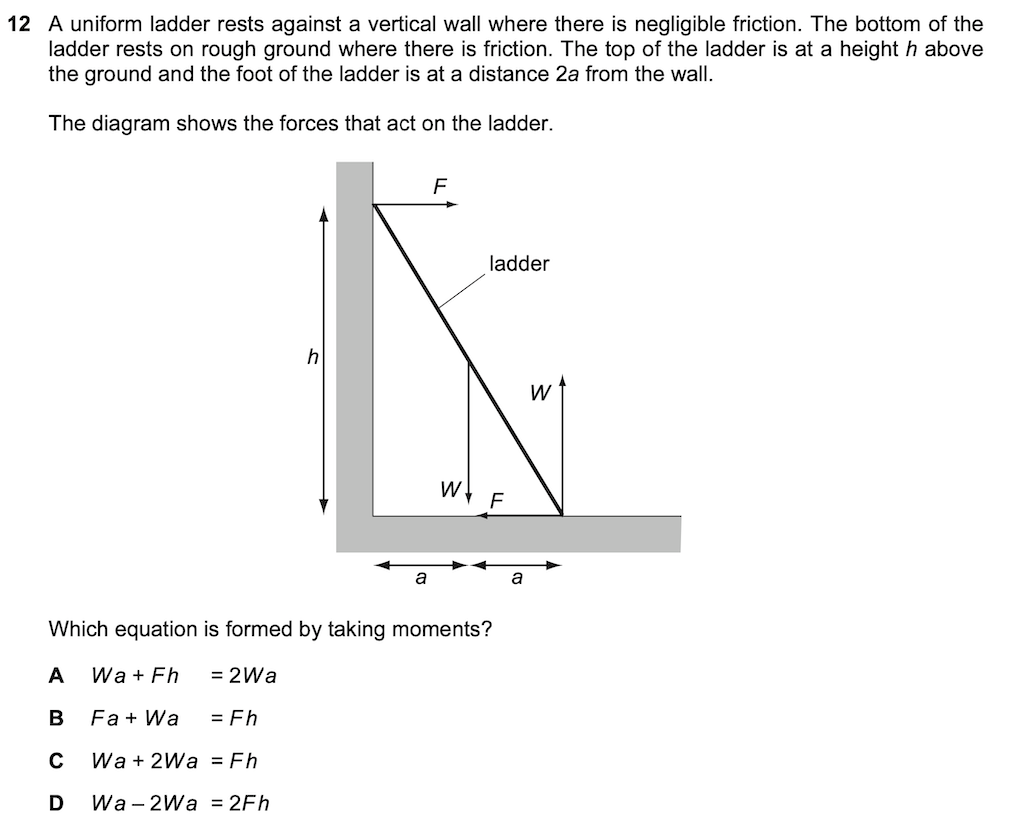 12 A uniform ladder rests against a vertical wall where there is negligible friction. The bottom of the
ladder rests on rough ground where there is friction. The top of the ladder is at a height h above
the ground and the foot of the ladder is at a distance 2a from the wall.
The diagram shows the forces that act on the ladder.
F
ladder
h
W
W
F
a
a
Which equation is formed by taking moments?
A Wa + Fh = 2Wa
B Fa + Wa = Fh
C Wa + 2Wa = Fh
D Wa – 2Wa = 2Fh